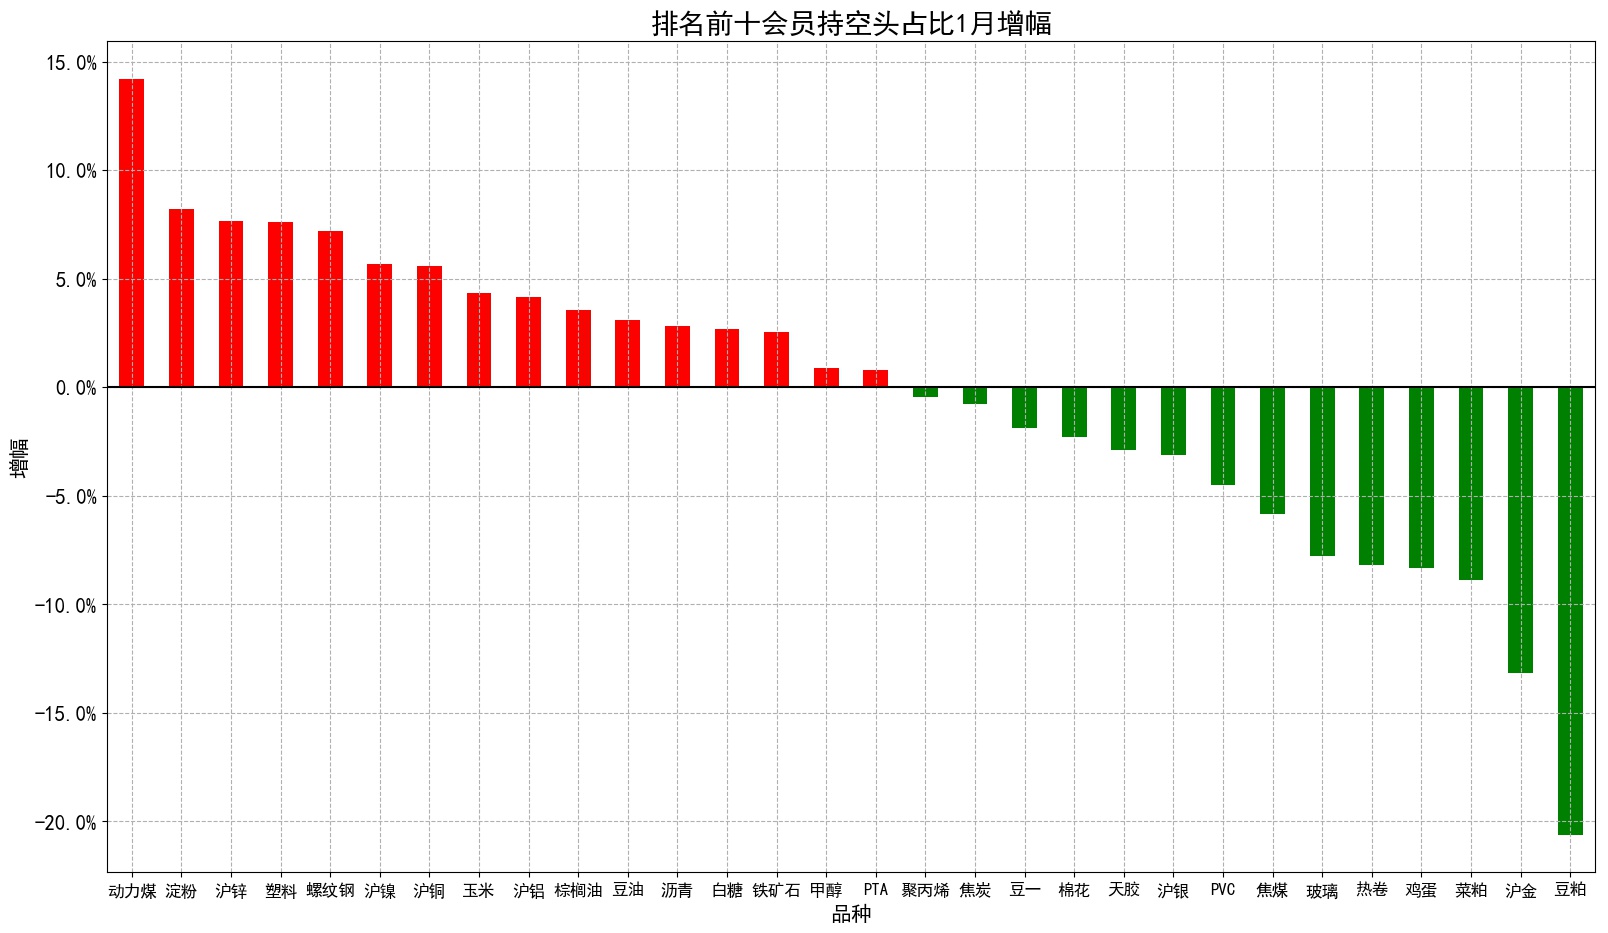 排名前十会员持空头占比1月增幅
15.0%
10.0%
5.0%
0.0%
-5.0%
-10.0%
-15.0%
-20.0%
增幅
动力煤 淀粉 沪锌 塑料 螺纹钢 沪镍 沪铜 玉米 沪铝 棕榈油 豆油 沥青 白糖 铁矿石 甲醇 PTA 聚丙烯 焦炭 豆一 棉花 天胶 沪银 PVC 焦煤 玻璃 热卷 鸡蛋 菜粕 沪金 豆粕
品种